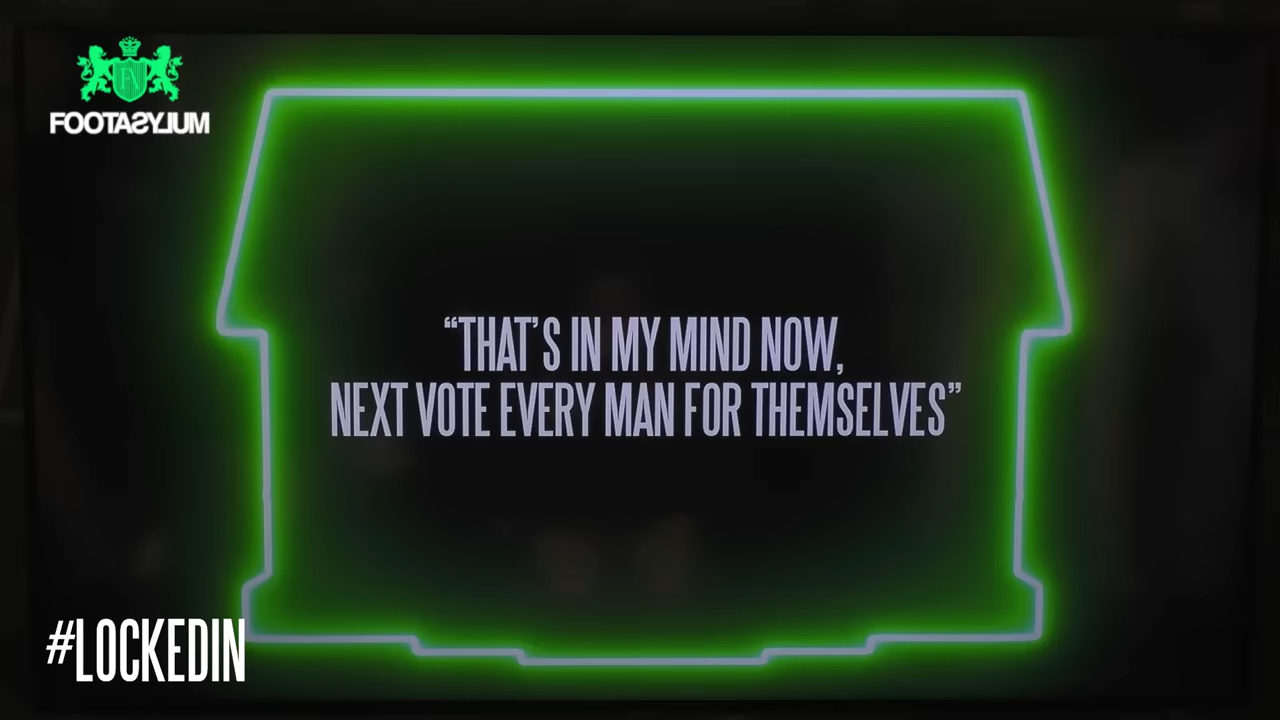 FOOTASYLUM
“THAT’S IN MY MIND NOW,
NEXT VOTE EVERY MAN FOR THEMSELVES”
#LOCKEDIN